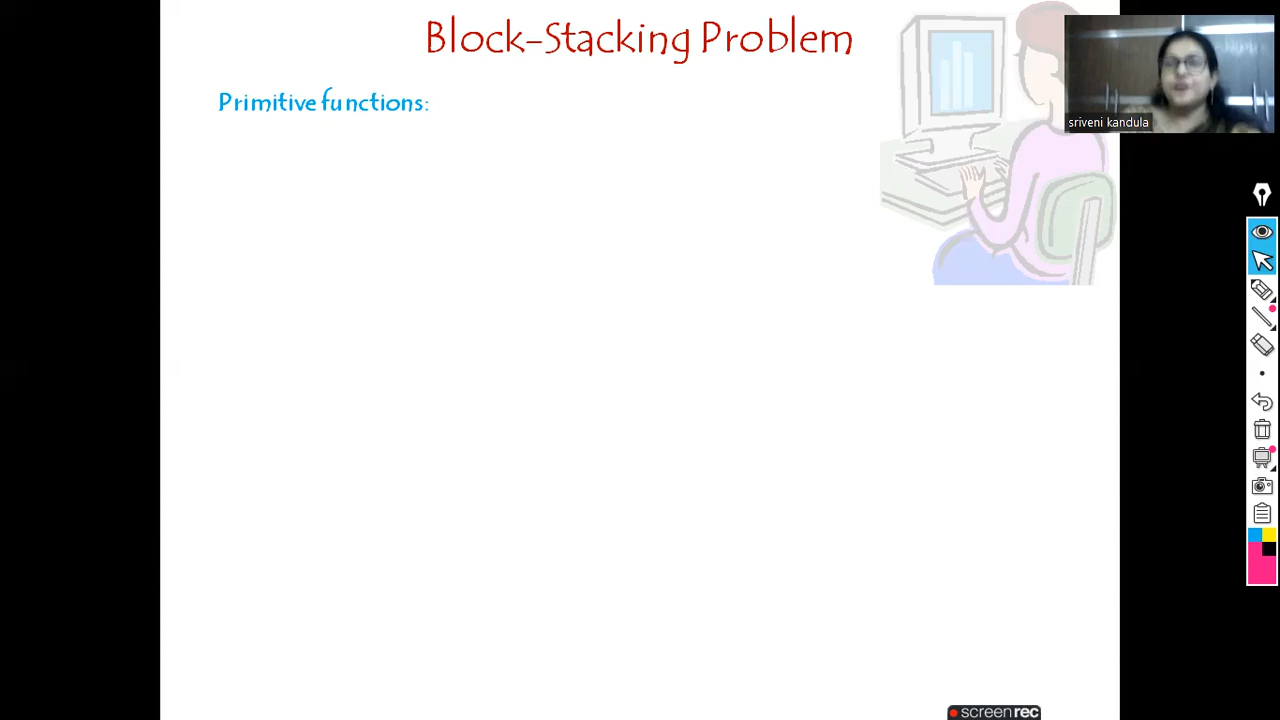 Block-Stacking Problem
Primitive functions:
sriveni kandula
screenrec